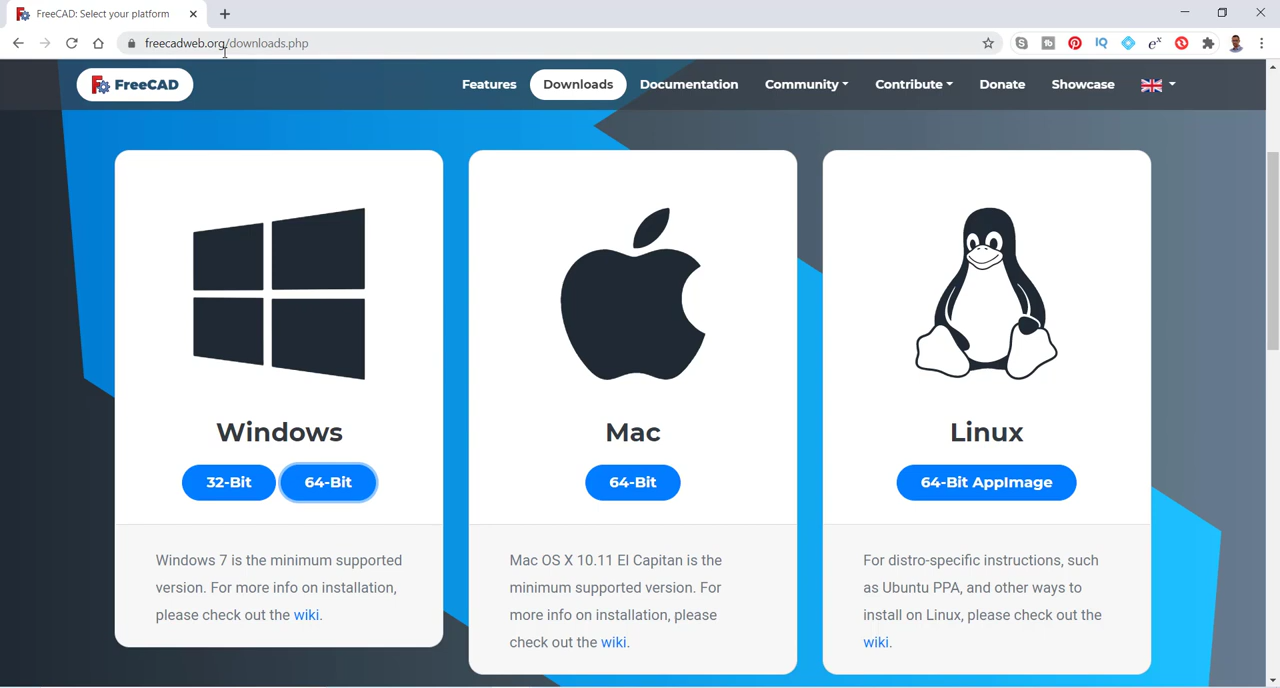 FreeCAD: Select your platform
freecadweb.org/downloads.php
FreeCAD
Features
Downloads
Documentation
Community
Contribute
Donate
Showcase
Windows
32-Bit
64-Bit
Windows 7 is the minimum supported
version. For more info on installation,
please check out the wiki.
Mac
64-Bit
Mac OS X 10.11 El Capitan is the
minimum supported version. For
more info on installation, please
check out the wiki.
Linux
64-Bit AppImage
For distro-specific instructions, such
as Ubuntu PPA, and other ways to
install on Linux, please check out the
wiki.